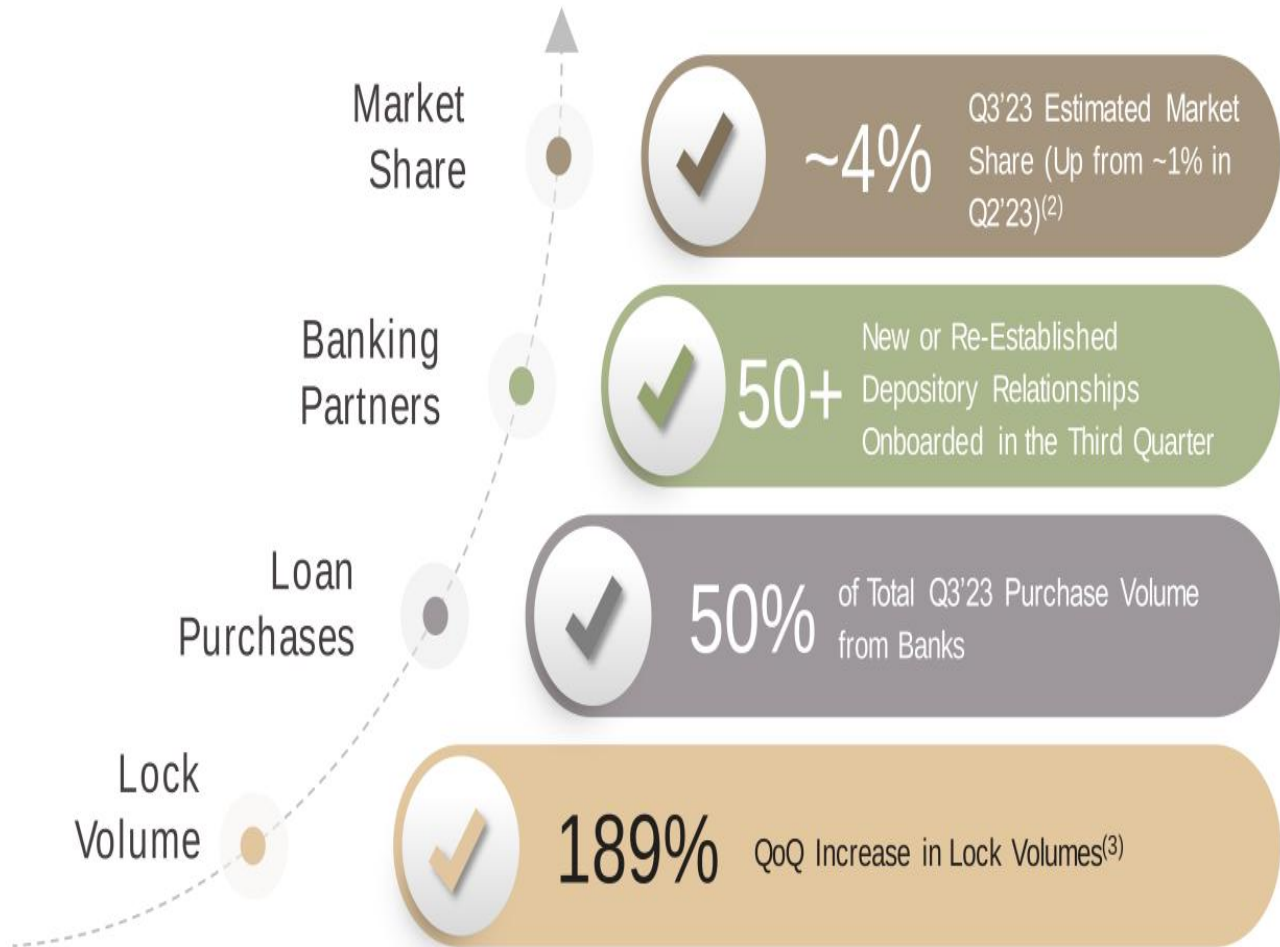 Market
Share
~4%
Q3’23 Estimated Market
Share (Up from ~1% in
Q2’23)(2)
Banking
Partners
50+
New or Re-Established
Depository Relationships
Onboarded in the Third Quarter
Loan
Purchases
50%
of Total Q3’23 Purchase Volume
from Banks
Lock
Volume
189%
QoQ Increase in Lock Volumes(3)